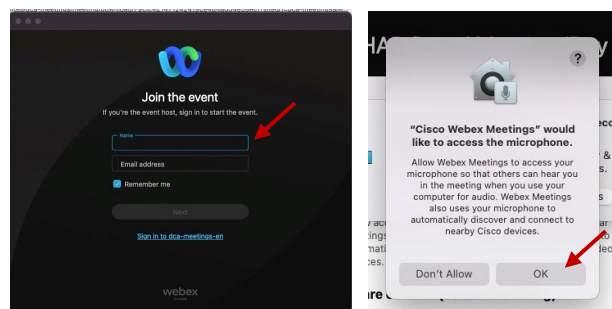 Join the event
If you're the event host, sign in to start the event.
Name
Email address
Remember me
Next
Sign in to dca-meetings-en
webex
?
"Cisco Webex Meetings" would
like to access the microphone.
Allow Webex Meetings to access your
microphone so that others can hear you
in the meeting when you use your
computer for audio. Webex Meetings
also uses your microphone to
automatically discover and connect to
nearby Cisco devices.
Don't Allow
OK